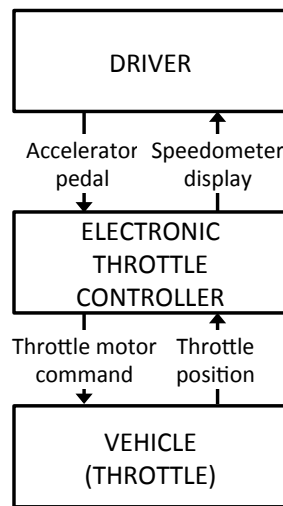 DRIVER
Accelerator
pedal
Speedometer
display
ELECTRONIC
THROTTLE
CONTROLLER
Throttle motor
command
Throttle
position
VEHICLE
(THROTTLE)